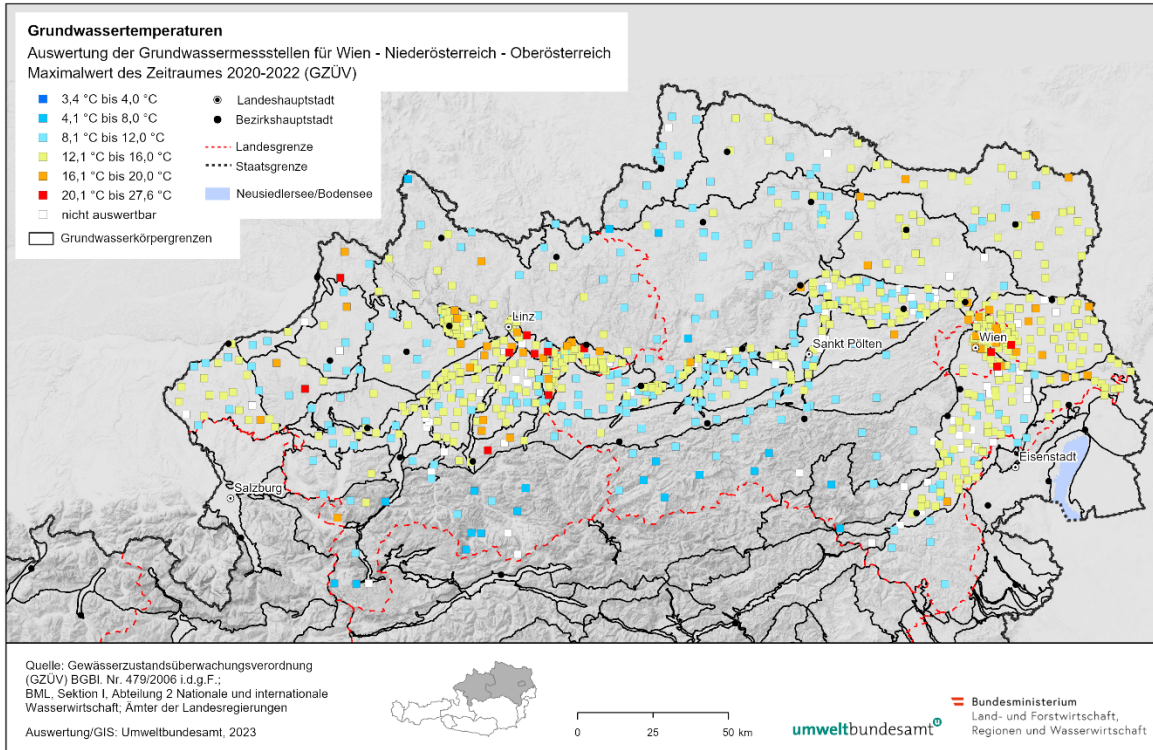 Grundwassertemperaturen
Auswertung der Grundwassermessstellen für Wien - Niederösterreich - Oberösterreich
Maximalwert des Zeitraumes 2020-2022 (GZÜV)
3,4 °C bis 4,0 °C
4,1 °C bis 8,0 °C
8,1 °C bis 12,0 °C
12,1 °C bis 16,0 °C
16,1 °C bis 20,0 °C
20,1 °C bis 27,6 °C
nicht auswertbar
Grundwasserkörpergrenzen
Landeshauptstadt
Bezirkshauptstadt
Landesgrenze
Staatsgrenze
Neusiedlersee/Bodensee
Linz
Sankt Pölten
Wien
Eisenstadt
Salzburg
Quelle: Gewässerzustandsüberwachungsverordnung
(GZÜV) BGBl. Nr. 479/2006 i.d.g.F.;
BML, Sektion I, Abteilung 2 Nationale und internationale
Wasserwirtschaft; Ämter der Landesregierungen
Auswertung/GIS: Umweltbundesamt, 2023
0 25 50 km
umweltbundesamt
Bundesministerium
Land- und Forstwirtschaft,
Regionen und Wasserwirtschaft